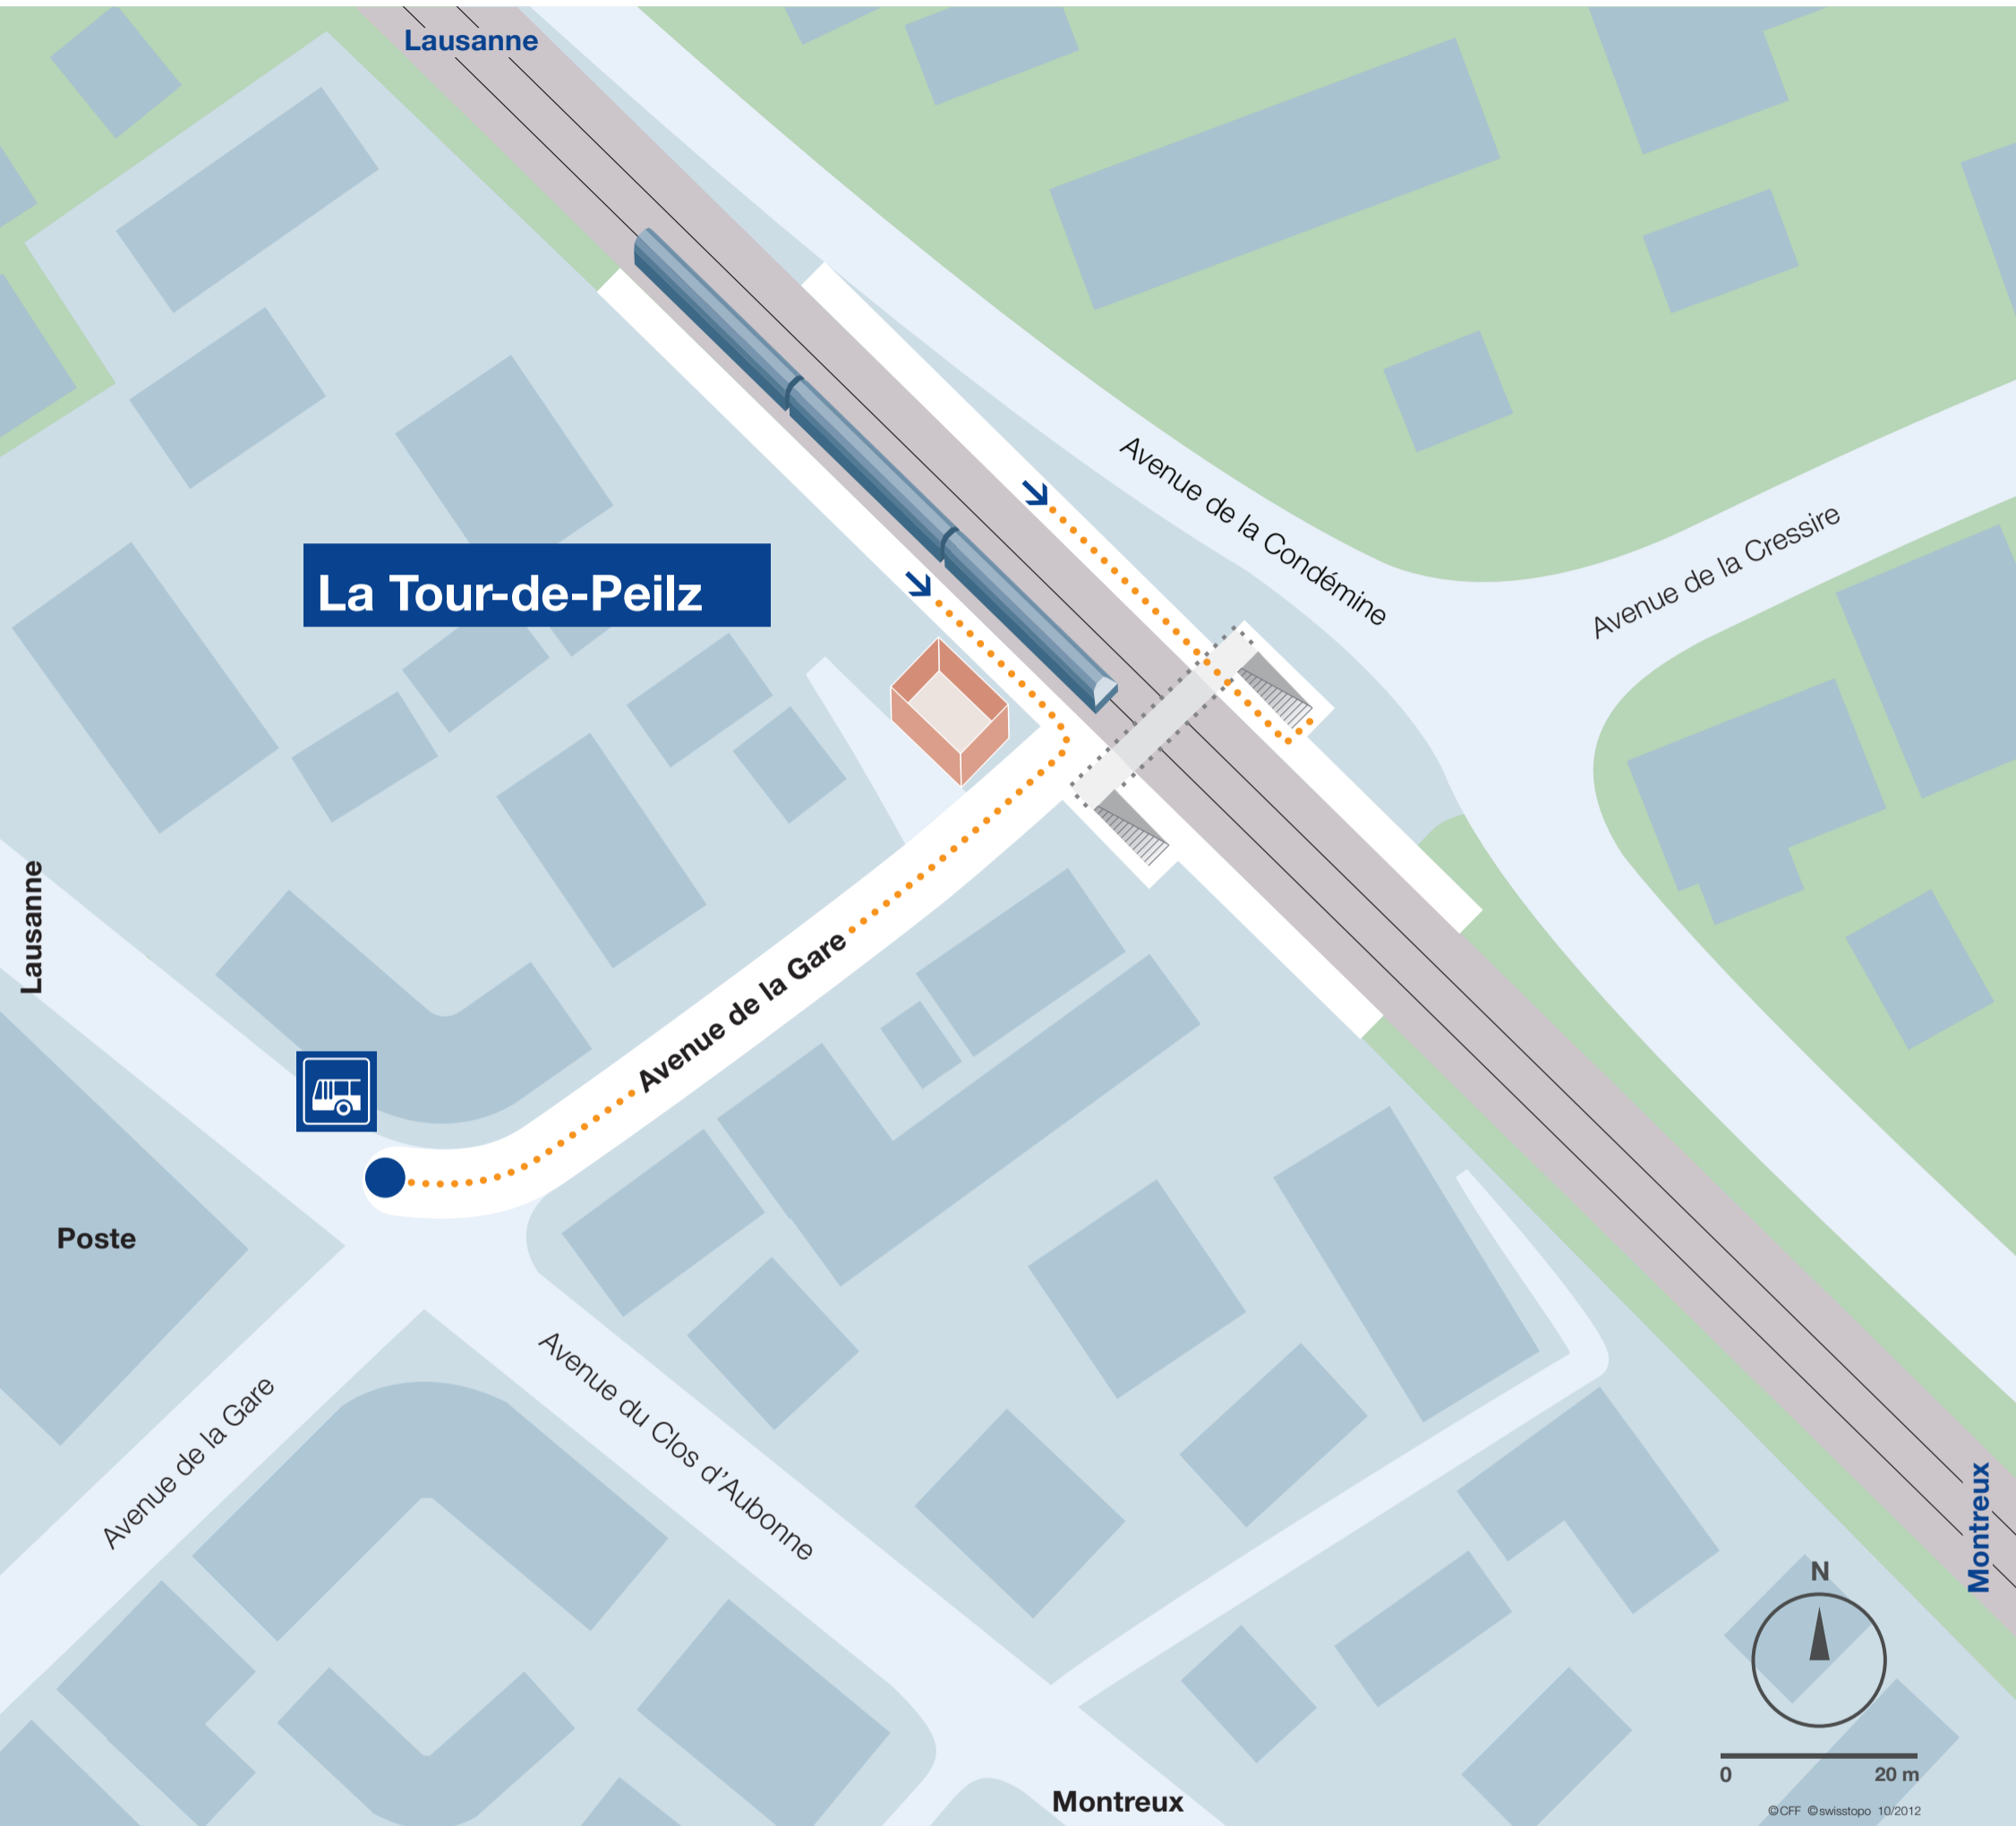 Lausanne
Avenue de la Condémine
Avenue de la Cressire
La Tour-de-Peilz
Lausanne
Avenue de la Gare
Poste
Avenue de la Gare
Avenue du Clos d'Aubonne
Montreux
N
0 20 m
Montreux
©CFF ©swisstopo 10/2012